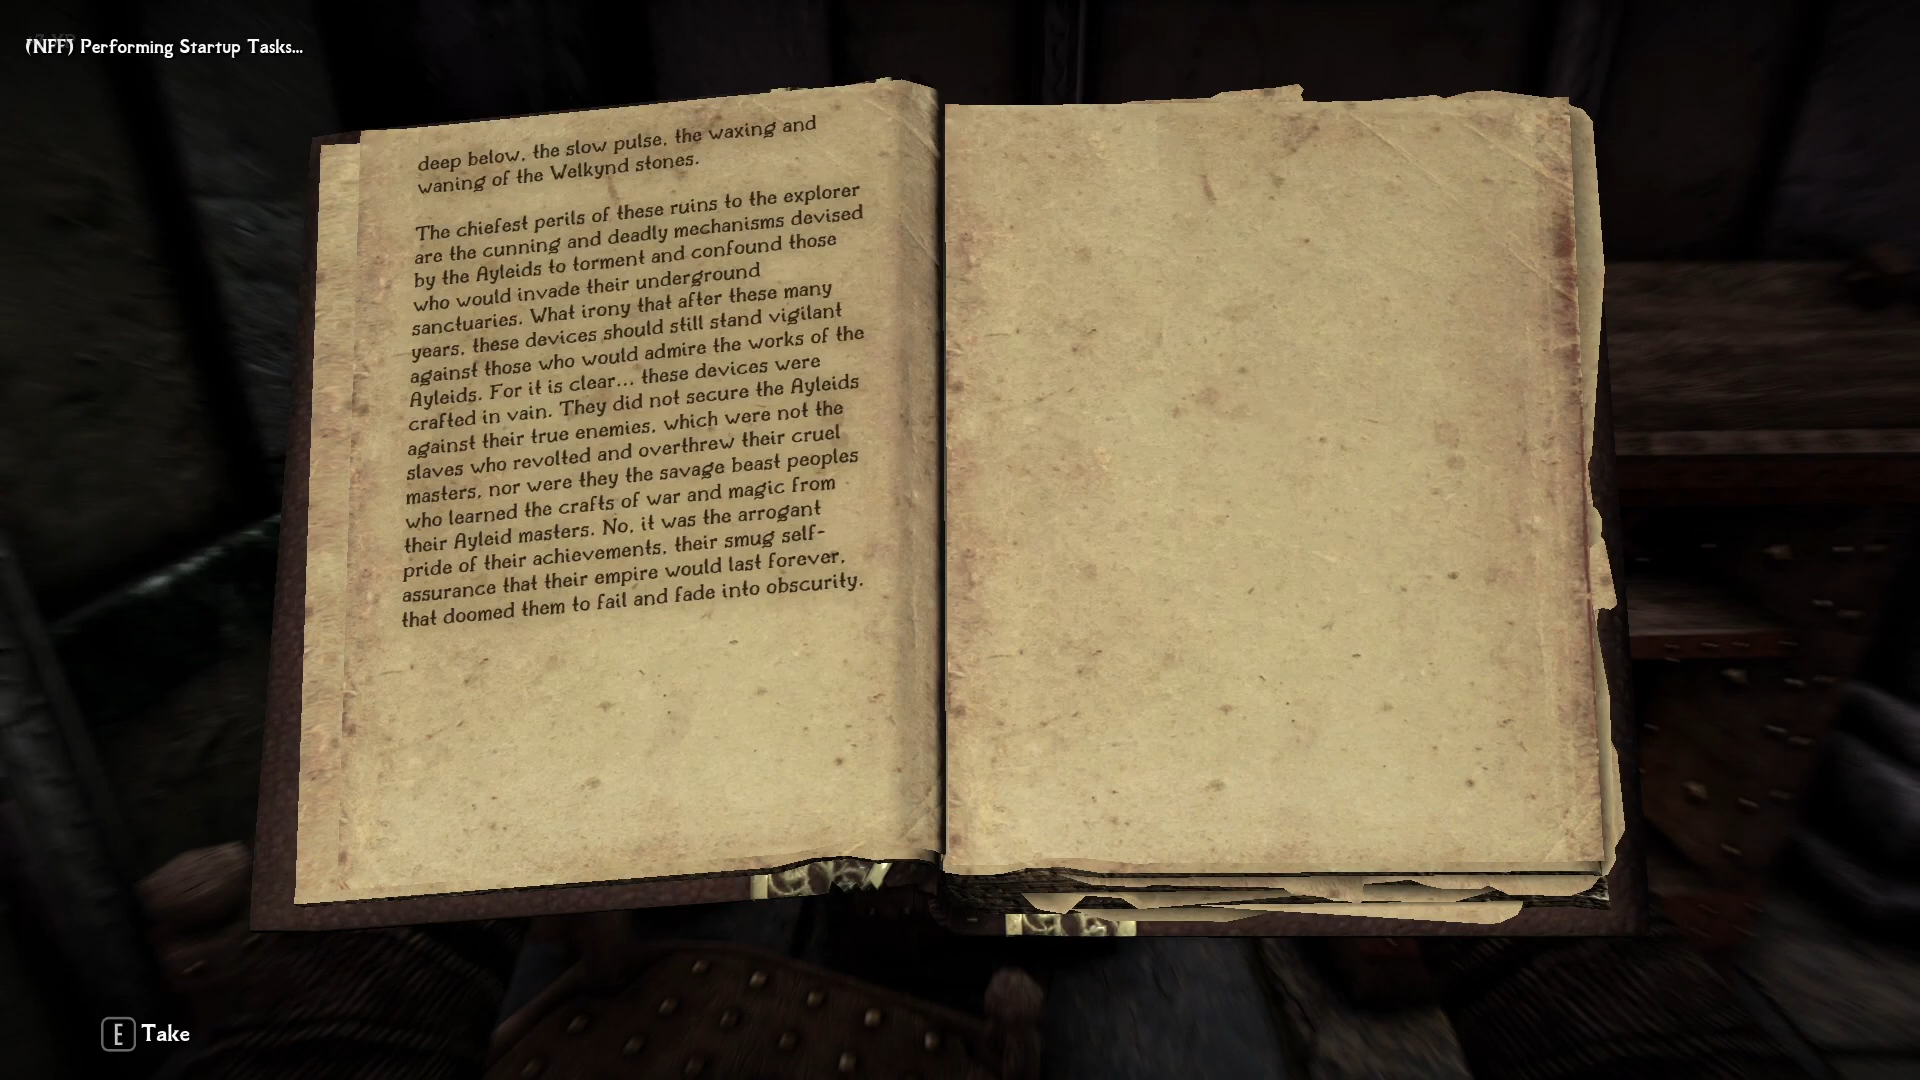 (NFF) Performing Startup Tasks...
deep below, the slow pulse, the waxing and
waning of the Welkynd stones.
The chiefest perils of these ruins to the explorer
are the cunning and deadly mechanisms devised
by the Ayleids to torment and confound those
who would invade their underground
sanctuaries. What irony that after these many
years, these devices should still stand vigilant
against those who would admire the works of the
Ayleids. For it is clear... these devices were
crafted in vain. They did not secure the Ayleids
against their true enemies, which were not the
slaves who revolted and overthrew their cruel
masters, nor were they the savage beast peoples
who learned the crafts of war and magic from
their Ayleid masters. No, it was the arrogant
pride of their achievements, their smug self-
assurance that their empire would last forever,
that doomed them to fail and fade into obscurity.
E Take